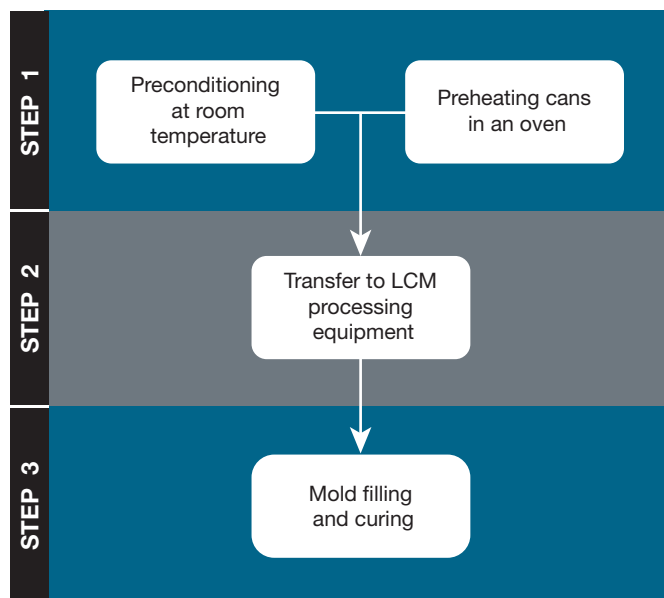 STEP 1
Preconditioning
at room
temperature
Preheating cans
in an oven
STEP 2
Transfer to LCM
processing
equipment
STEP 3
Mold filling
and curing